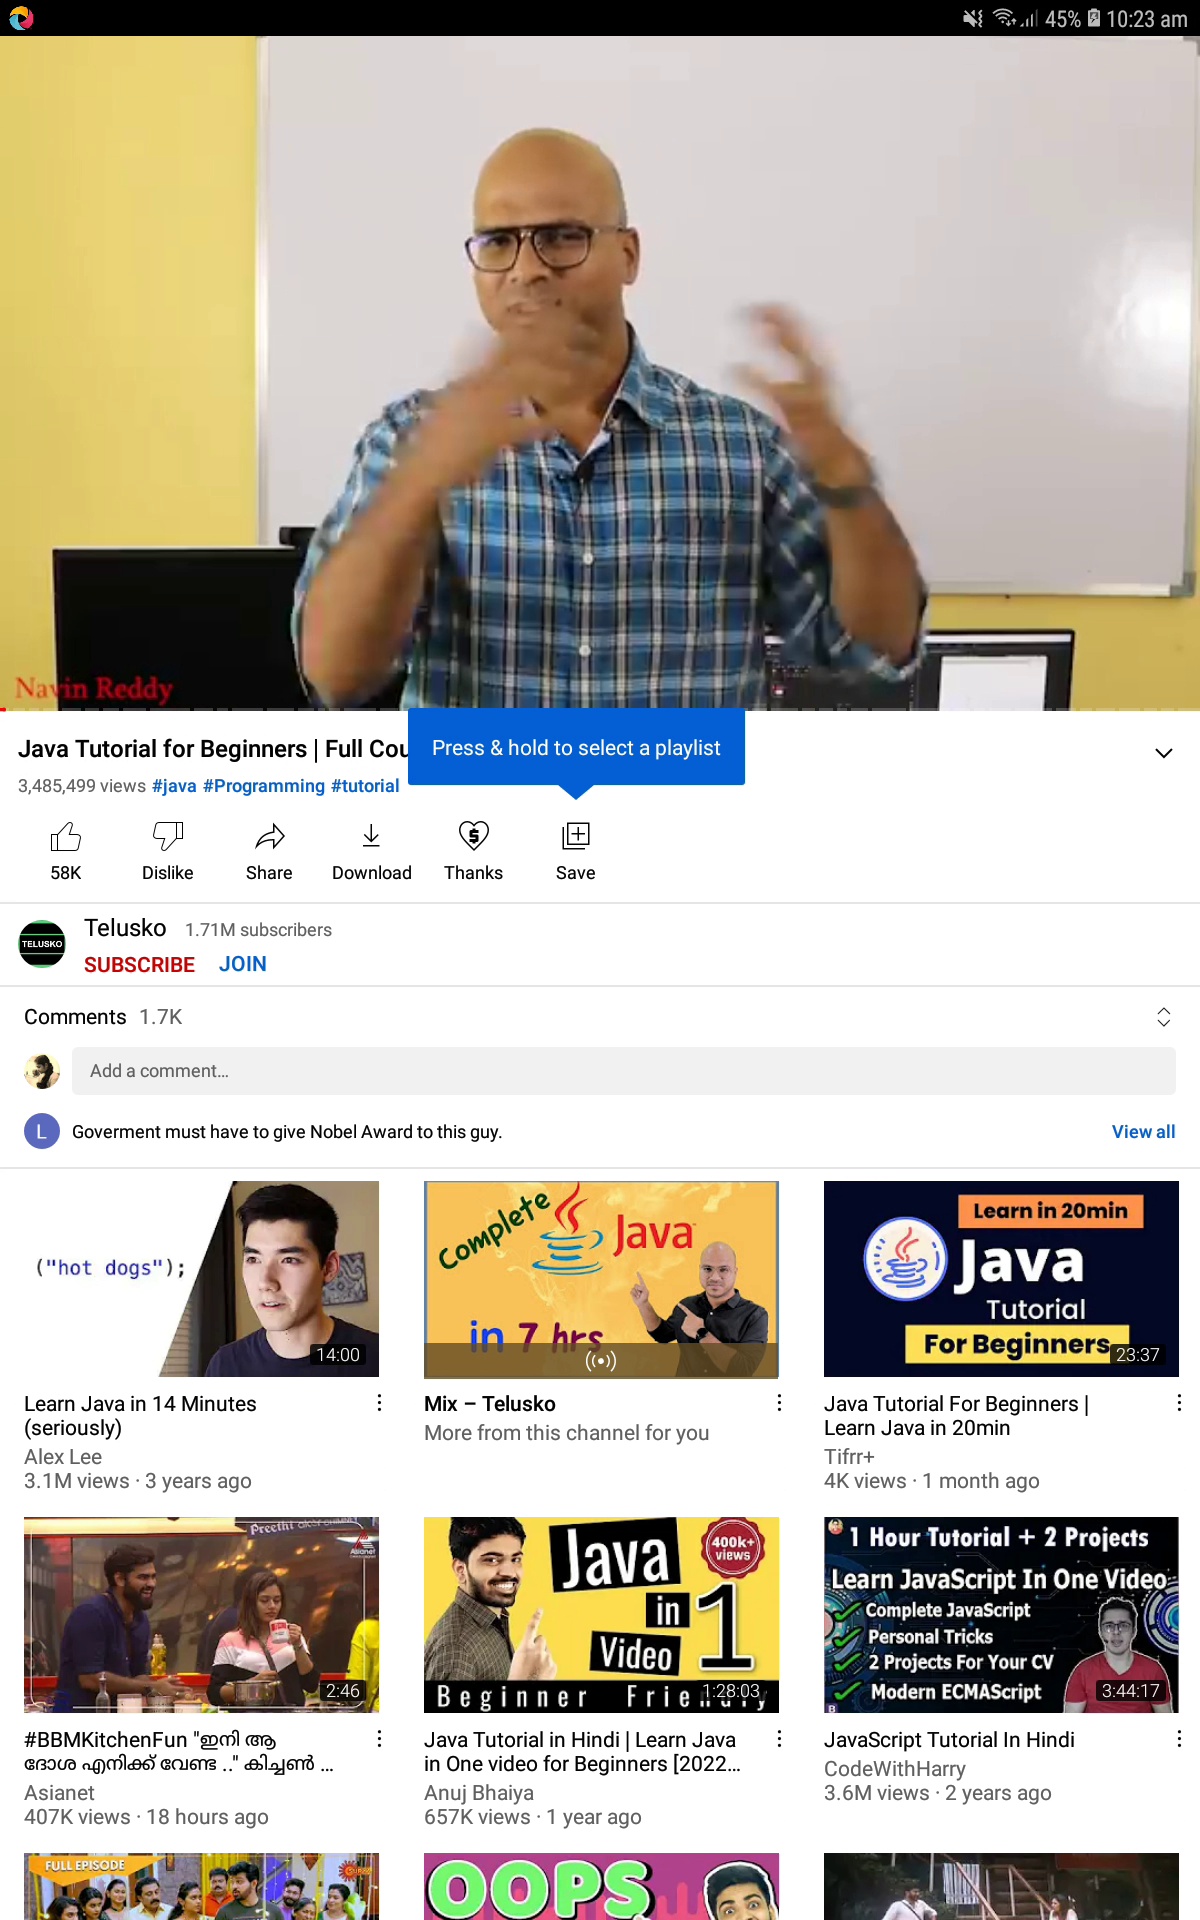 45% 10:23 am
Navin Reddy
Java Tutorial for Beginners | Full Cou
Press & hold to select a playlist
3,485,499 views #java #Programming #tutorial
58K
Dislike
Share
Download
Thanks
Save
TELUSKO
Telusko 1.71M subscribers
SUBSCRIBE JOIN
Comments 1.7K
Add a comment...
L Goverment must have to give Nobel Award to this guy. View all
("hot dogs");
14:00
Learn Java in 14 Minutes
(seriously)
Alex Lee
3.1M views · 3 years ago
Complete Java
in 7 hrs
Mix – Telusko
More from this channel for you
Learn in 20min
Java
Tutorial
For Beginners
23:37
Java Tutorial For Beginners |
Learn Java in 20min
Tifrr+
4K views · 1 month ago
Preethi
Asianet
2:46
#BBMKitchenFun "ഇനി ആ
ദോശ എനിക്ക് വേണ്ട .." കിച്ചൺ ...
Asianet
407K views · 18 hours ago
Java
in 1
Video
400k+
views
Beginner
1:28:03
Java Tutorial in Hindi | Learn Java
in One video for Beginners [2022...
Anuj Bhaiya
657K views · 1 year ago
1 Hour Tutorial + 2 Projects
Learn JavaScript In One Video
Complete JavaScript
Personal Tricks
2 Projects For Your CV
Modern ECMAScript
3:44:17
JavaScript Tutorial In Hindi
CodeWithHarry
3.6M views · 2 years ago
FULL EPISODE
OOPS